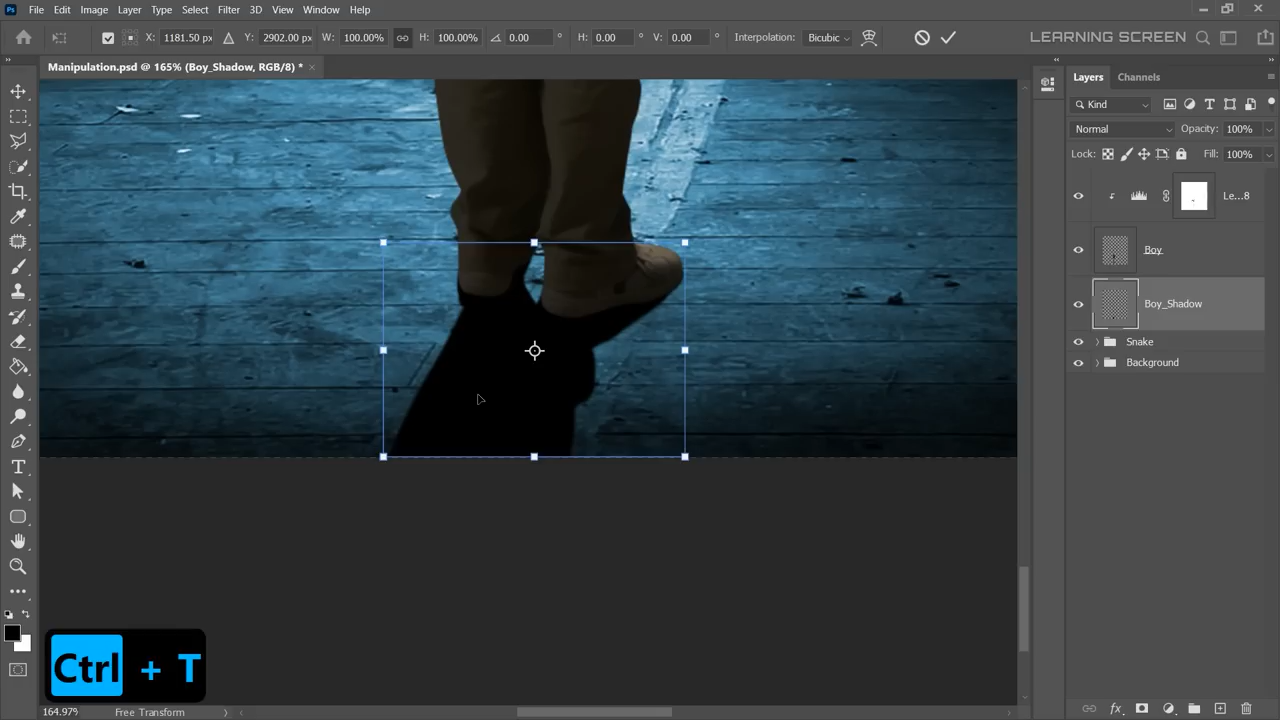 Ps File Edit Image Layer Type Select Filter 3D View Window Help
X: 1181.50 px Y: 2902.00 px W: 100.00% H: 100.00% 0.00 ° H: 0.00 ° V: 0.00 ° Interpolation: Bicubic LEARNING SCREEN
Manipulation.psd @ 165% (Boy_Shadow, RGB/8) * ×
Layers Channels
Kind
Normal Opacity: 100%
Lock: Fill: 100%
Le...8
Boy
Boy_Shadow
Snake
Background
Ctrl + T
164.97% Free Transform